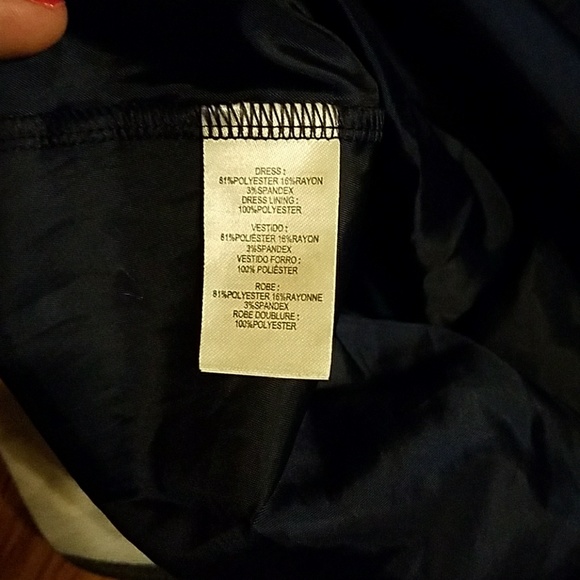 DRESS :
81%POLYESTER 16%RAYON
3%SPANDEX
DRESS LINING :
100%POLYESTER
VESTIDO :
81%POLIÉSTER 16%RAYON
3%SPANDEX
VESTIDO FORRO :
100% POLIÉSTER
ROBE :
81%POLYESTER 16%RAYONNE
3%SPANDEX
ROBE DOUBLURE :
100%POLYESTER